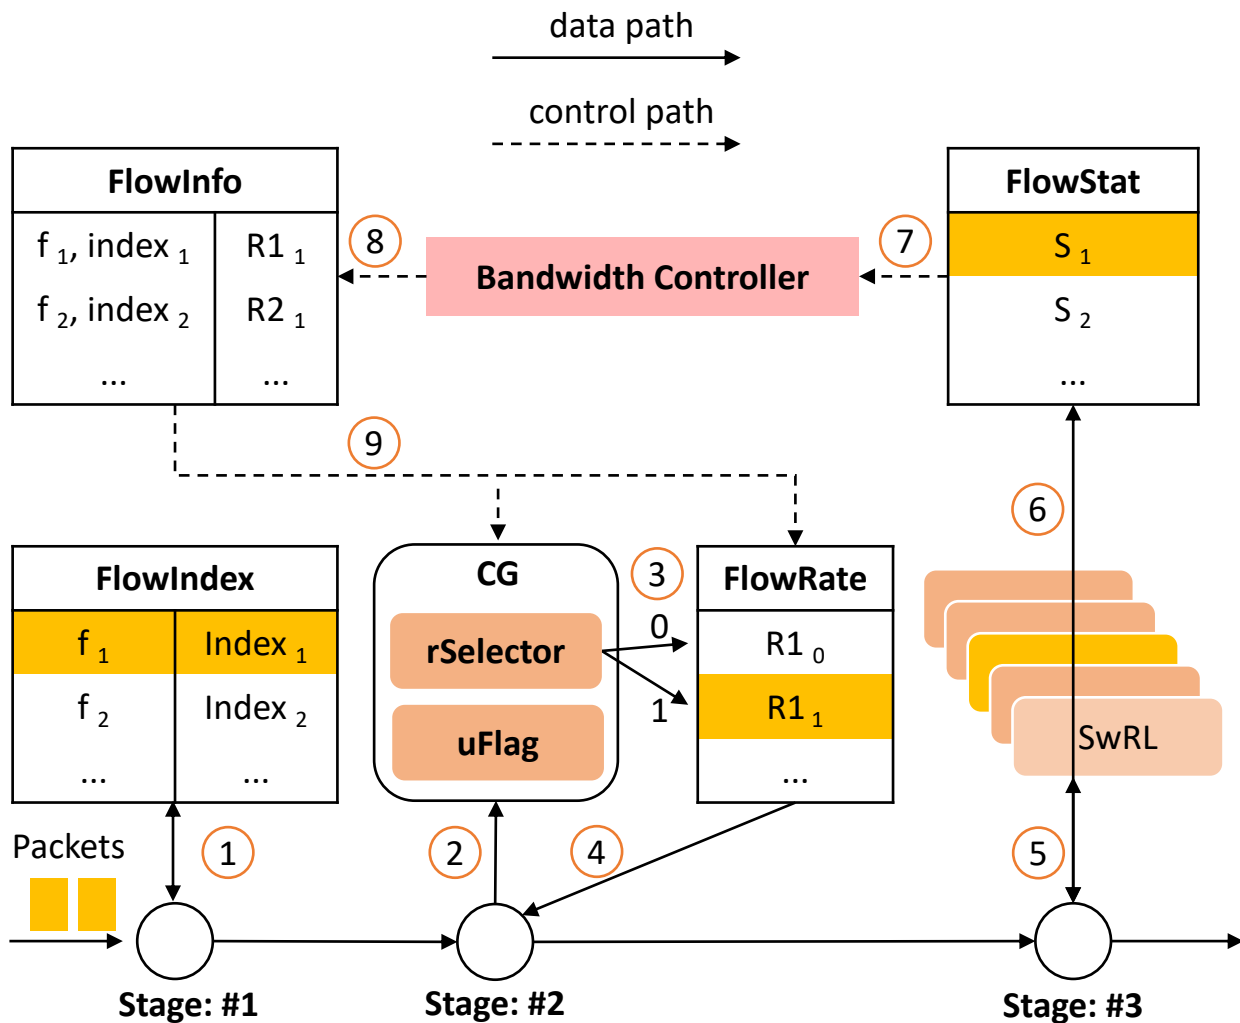 data path
control path
FlowInfo
f 1, index 1 R1 1
f 2, index 2 R2 1
... ...
8
Bandwidth Controller
7
FlowStat
S 1
S 2
...
9
6
FlowIndex
f 1 Index 1
f 2 Index 2
... ...
CG
rSelector
uFlag
3
0
1
FlowRate
R1 0
R1 1
...
SwRL
Packets
1
2
4
5
Stage: #1
Stage: #2
Stage: #3